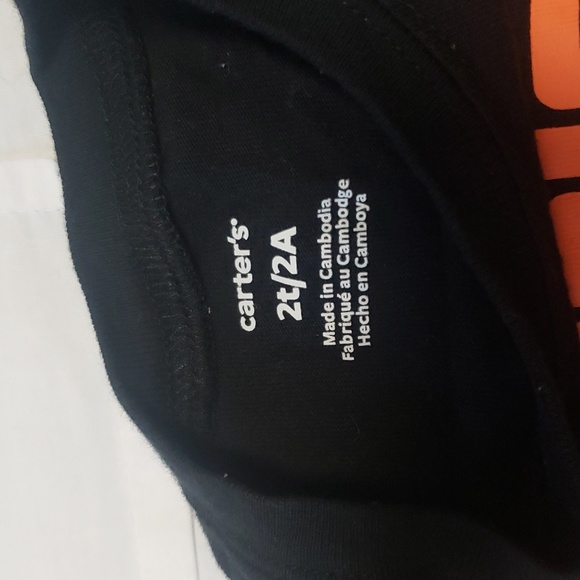 carter's
2t/2A
Made in Cambodia
Fabriqué au Cambodge
Hecho en Camboya